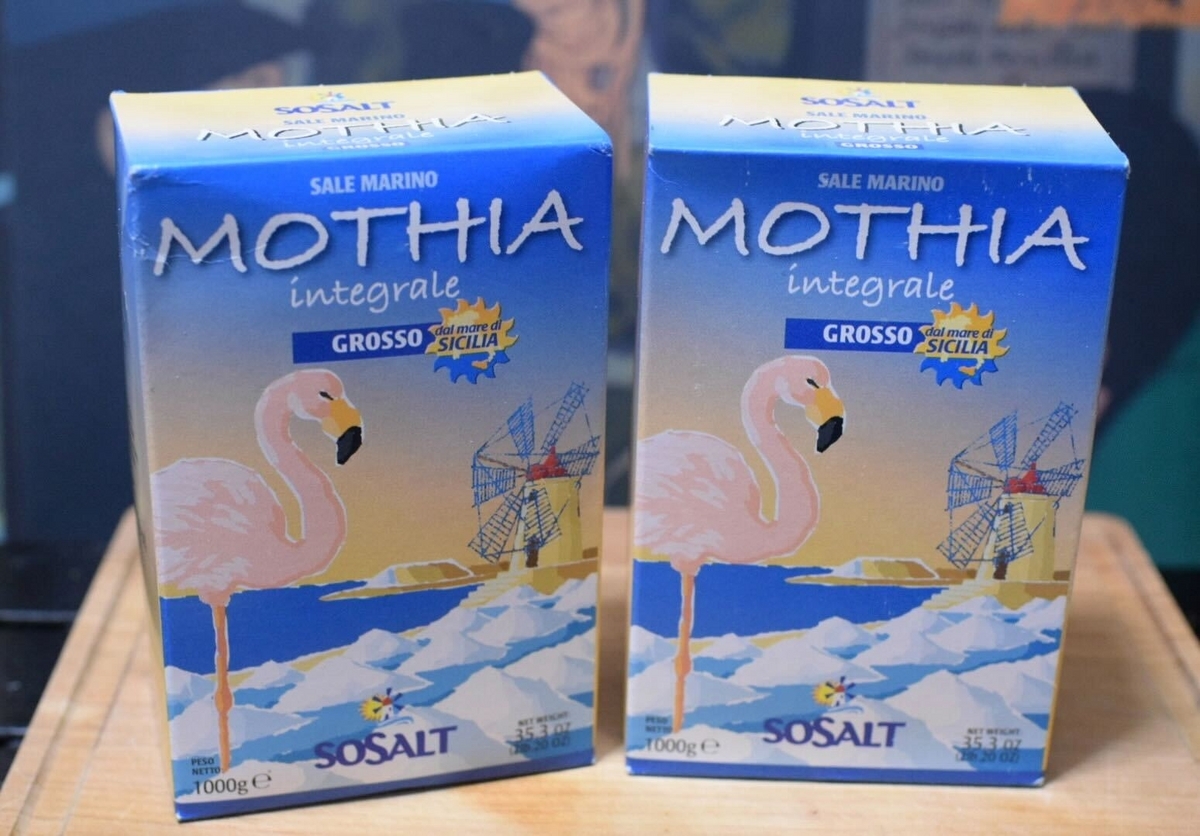 SOSALT
SALE MARINO
MOTHIA
integrale
GROSSO
SALE MARINO
MOTHIA
integrale
GROSSO
dal mare di
SICILIA
PESO
NETTO
1000g e
SOSALT
NET WEIGHT
35.3 OZ
SOSALT
SALE MARINO
MOTHIA
integrale
GROSSO
SALE MARINO
MOTHIA
integrale
GROSSO
dal mare di
SICILIA
PESO
NETTO
1000g e
SOSALT
NET WEIGHT
35.3 OZ